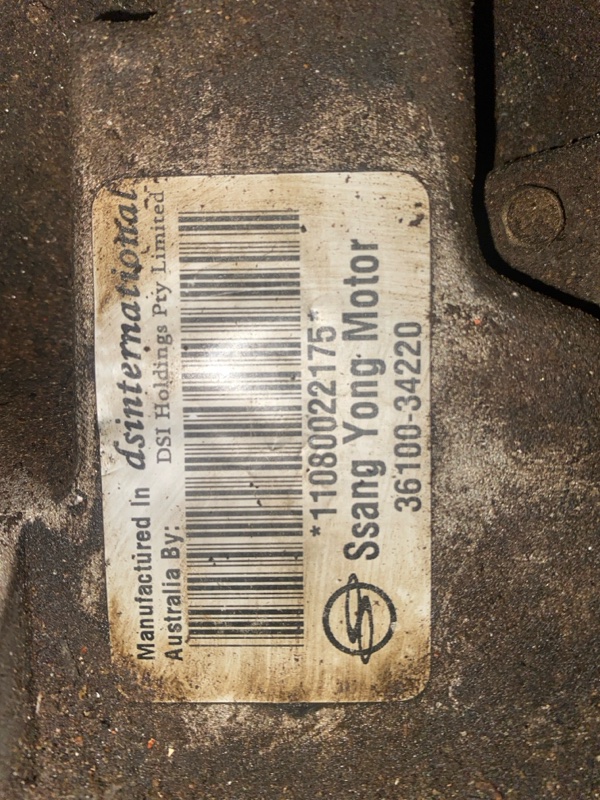 Manufactured In
Australia By:
dsinternational
DSI Holdings Pty Limited
*11080022175*
Ssang Yong Motor
36100-34220